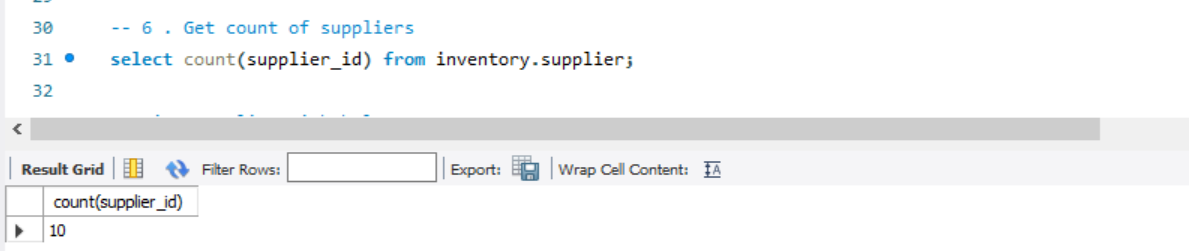 30 -- 6 . Get count of suppliers
31 select count(supplier_id) from inventory.supplier;
32
Result Grid Filter Rows: Export: Wrap Cell Content:
count(supplier_id)
10